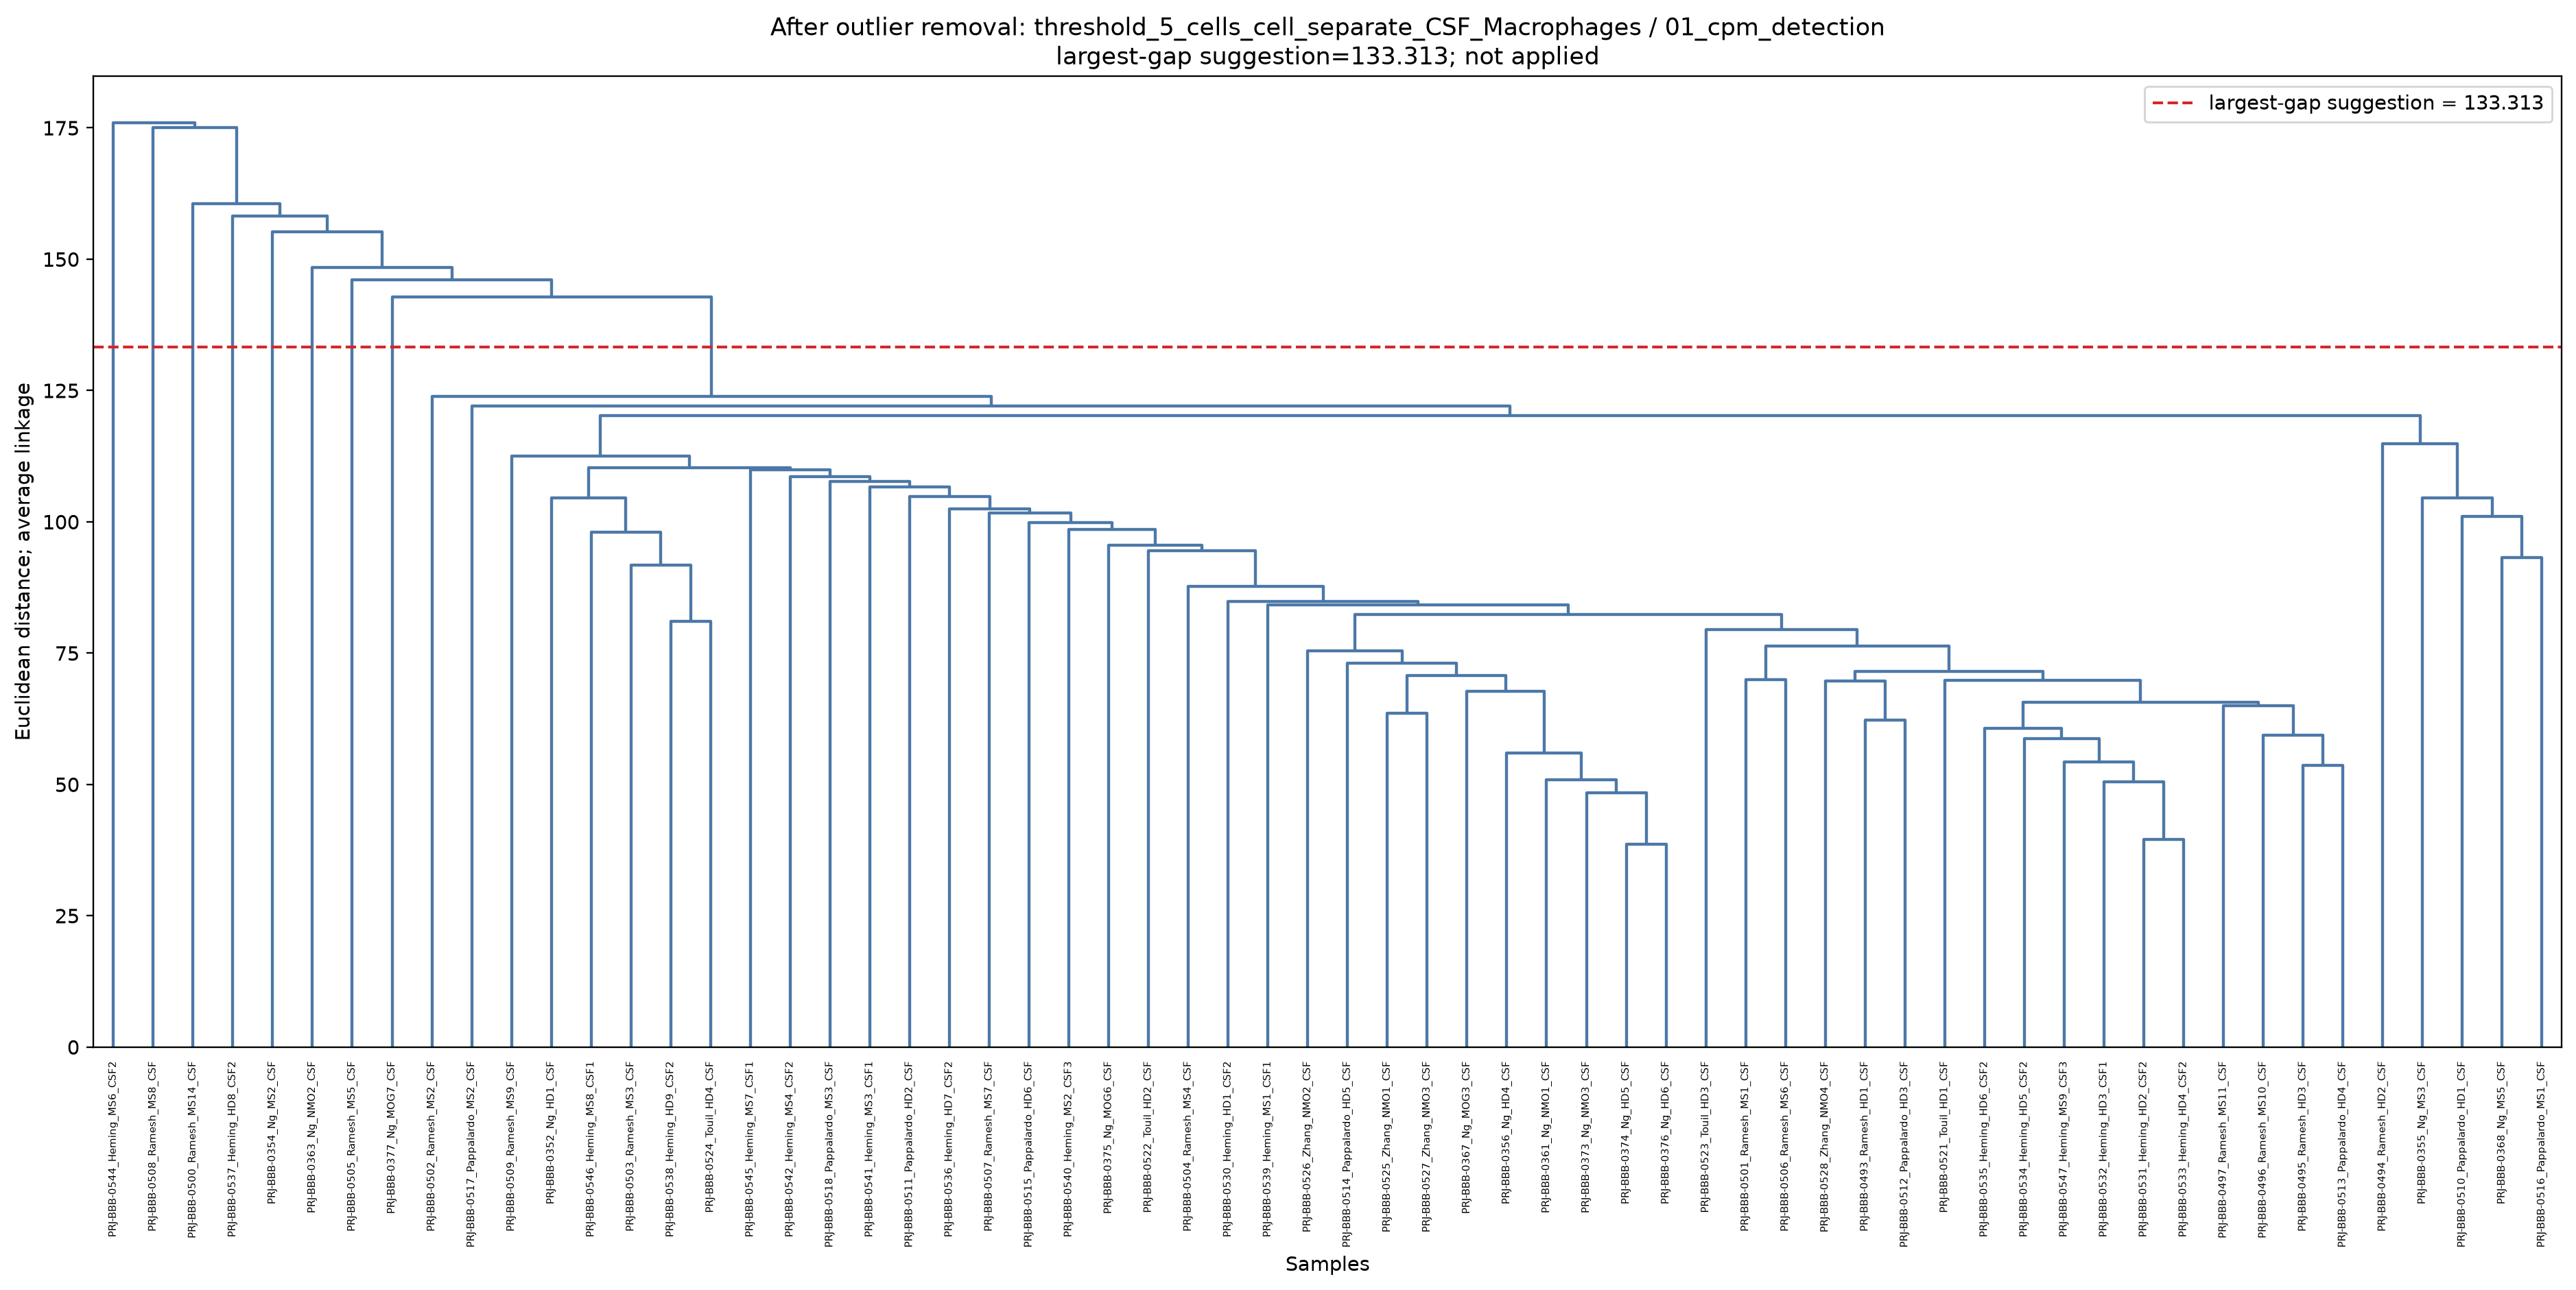 After outlier removal: threshold_5_cells_cell_separate_CSF_Macrophages / 01_cpm_detection
largest-gap suggestion=133.313; not applied
largest-gap suggestion = 133.313
Euclidean distance; average linkage
175
150
125
100
75
50
25
0
PRJ-BBB-0544_Heming_MS6_CSF2
PRJ-BBB-0508_Ramesh_MS8_CSF
PRJ-BBB-0500_Ramesh_MS14_CSF
PRJ-BBB-0537_Heming_HD8_CSF2
PRJ-BBB-0354_Ng_MS2_CSF
PRJ-BBB-0363_Ng_NMO2_CSF
PRJ-BBB-0505_Ramesh_MS5_CSF
PRJ-BBB-0377_Ng_MOG7_CSF
PRJ-BBB-0502_Ramesh_MS2_CSF
PRJ-BBB-0517_Pappalardo_MS2_CSF
PRJ-BBB-0509_Ramesh_MS9_CSF
PRJ-BBB-0352_Ng_HD1_CSF
PRJ-BBB-0546_Heming_MS8_CSF1
PRJ-BBB-0503_Ramesh_MS3_CSF
PRJ-BBB-0538_Heming_HD9_CSF2
PRJ-BBB-0524_Touil_HD4_CSF
PRJ-BBB-0545_Heming_MS7_CSF1
PRJ-BBB-0542_Heming_MS4_CSF2
PRJ-BBB-0518_Pappalardo_MS3_CSF
PRJ-BBB-0541_Heming_MS3_CSF1
PRJ-BBB-0511_Pappalardo_HD2_CSF
PRJ-BBB-0536_Heming_HD7_CSF2
PRJ-BBB-0507_Ramesh_MS7_CSF
PRJ-BBB-0515_Pappalardo_HD6_CSF
PRJ-BBB-0540_Heming_MS2_CSF3
PRJ-BBB-0375_Ng_MOG6_CSF
PRJ-BBB-0522_Touil_HD2_CSF
PRJ-BBB-0504_Ramesh_MS4_CSF
PRJ-BBB-0530_Heming_HD1_CSF2
PRJ-BBB-0539_Heming_MS1_CSF1
PRJ-BBB-0526_Zhang_NMO2_CSF
PRJ-BBB-0514_Pappalardo_HD5_CSF
PRJ-BBB-0525_Zhang_NMO1_CSF
PRJ-BBB-0527_Zhang_NMO3_CSF
PRJ-BBB-0367_Ng_MOG3_CSF
PRJ-BBB-0356_Ng_HD4_CSF
PRJ-BBB-0361_Ng_NMO1_CSF
PRJ-BBB-0373_Ng_NMO3_CSF
PRJ-BBB-0374_Ng_HD5_CSF
PRJ-BBB-0376_Ng_HD6_CSF
PRJ-BBB-0523_Touil_HD3_CSF
PRJ-BBB-0501_Ramesh_MS1_CSF
PRJ-BBB-0506_Ramesh_MS6_CSF
PRJ-BBB-0528_Zhang_NMO4_CSF
PRJ-BBB-0493_Ramesh_HD1_CSF
PRJ-BBB-0512_Pappalardo_HD3_CSF
PRJ-BBB-0521_Touil_HD1_CSF
PRJ-BBB-0535_Heming_HD6_CSF2
PRJ-BBB-0534_Heming_HD5_CSF2
PRJ-BBB-0547_Heming_MS9_CSF3
PRJ-BBB-0532_Heming_HD3_CSF1
PRJ-BBB-0531_Heming_HD2_CSF2
PRJ-BBB-0533_Heming_HD4_CSF2
PRJ-BBB-0497_Ramesh_MS11_CSF
PRJ-BBB-0496_Ramesh_MS10_CSF
PRJ-BBB-0495_Ramesh_HD3_CSF
PRJ-BBB-0513_Pappalardo_HD4_CSF
PRJ-BBB-0494_Ramesh_HD2_CSF
PRJ-BBB-0355_Ng_MS3_CSF
PRJ-BBB-0510_Pappalardo_HD1_CSF
PRJ-BBB-0368_Ng_MS5_CSF
PRJ-BBB-0516_Pappalardo_MS1_CSF
Samples